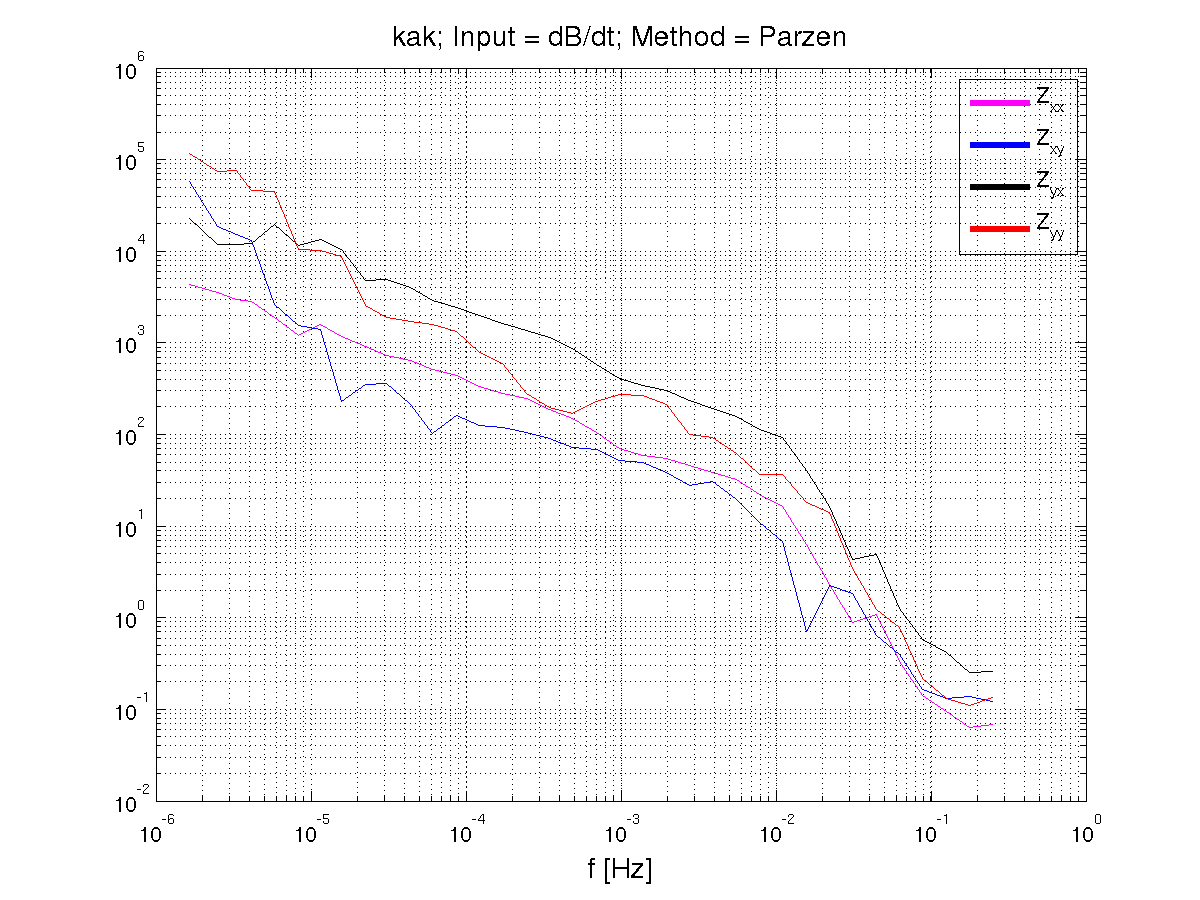 kak; Input = dB/dt; Method = Parzen
10^6
10^5
10^4
10^3
10^2
10^1
10^0
10^-1
10^-2
Z_xx
Z_xy
Z_yx
Z_yy
10^-6 10^-5 10^-4 10^-3 10^-2 10^-1 10^0
f [Hz]